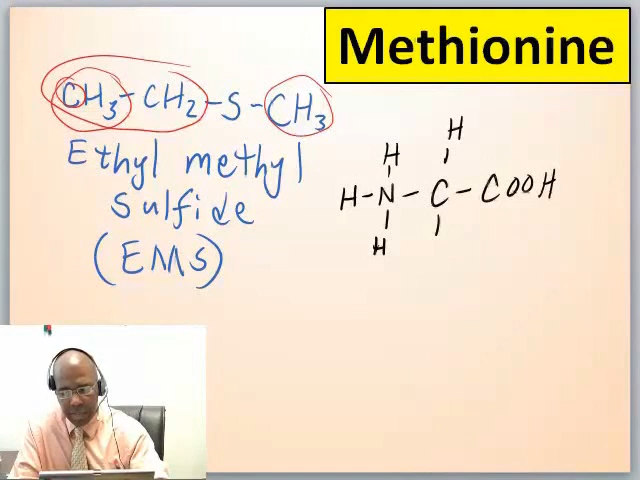 Methionine
CH3-CH2-S-CH3
Ethyl methyl
sulfide
(EMS)
H
H
H-N-C-COOH
H